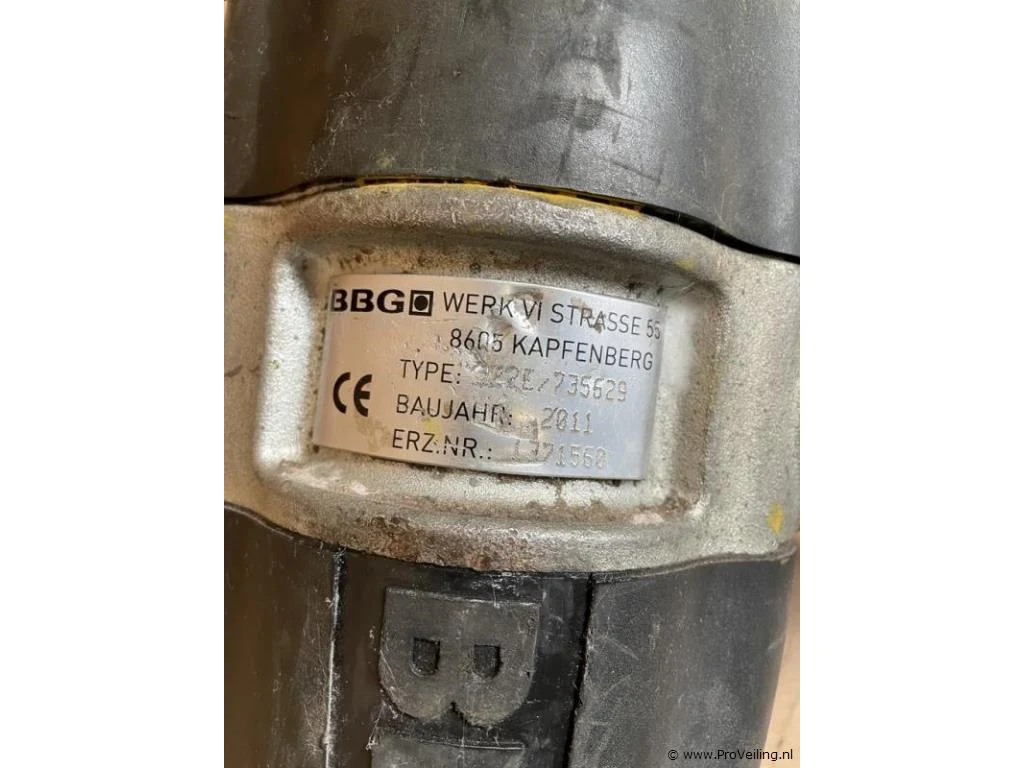 BBG WERK VI STRASSE 55
8605 KAPFENBERG
TYPE:
BAUJAHR: 2011
ERZ.NR.:
CE
B
© www.ProVeiling.nl